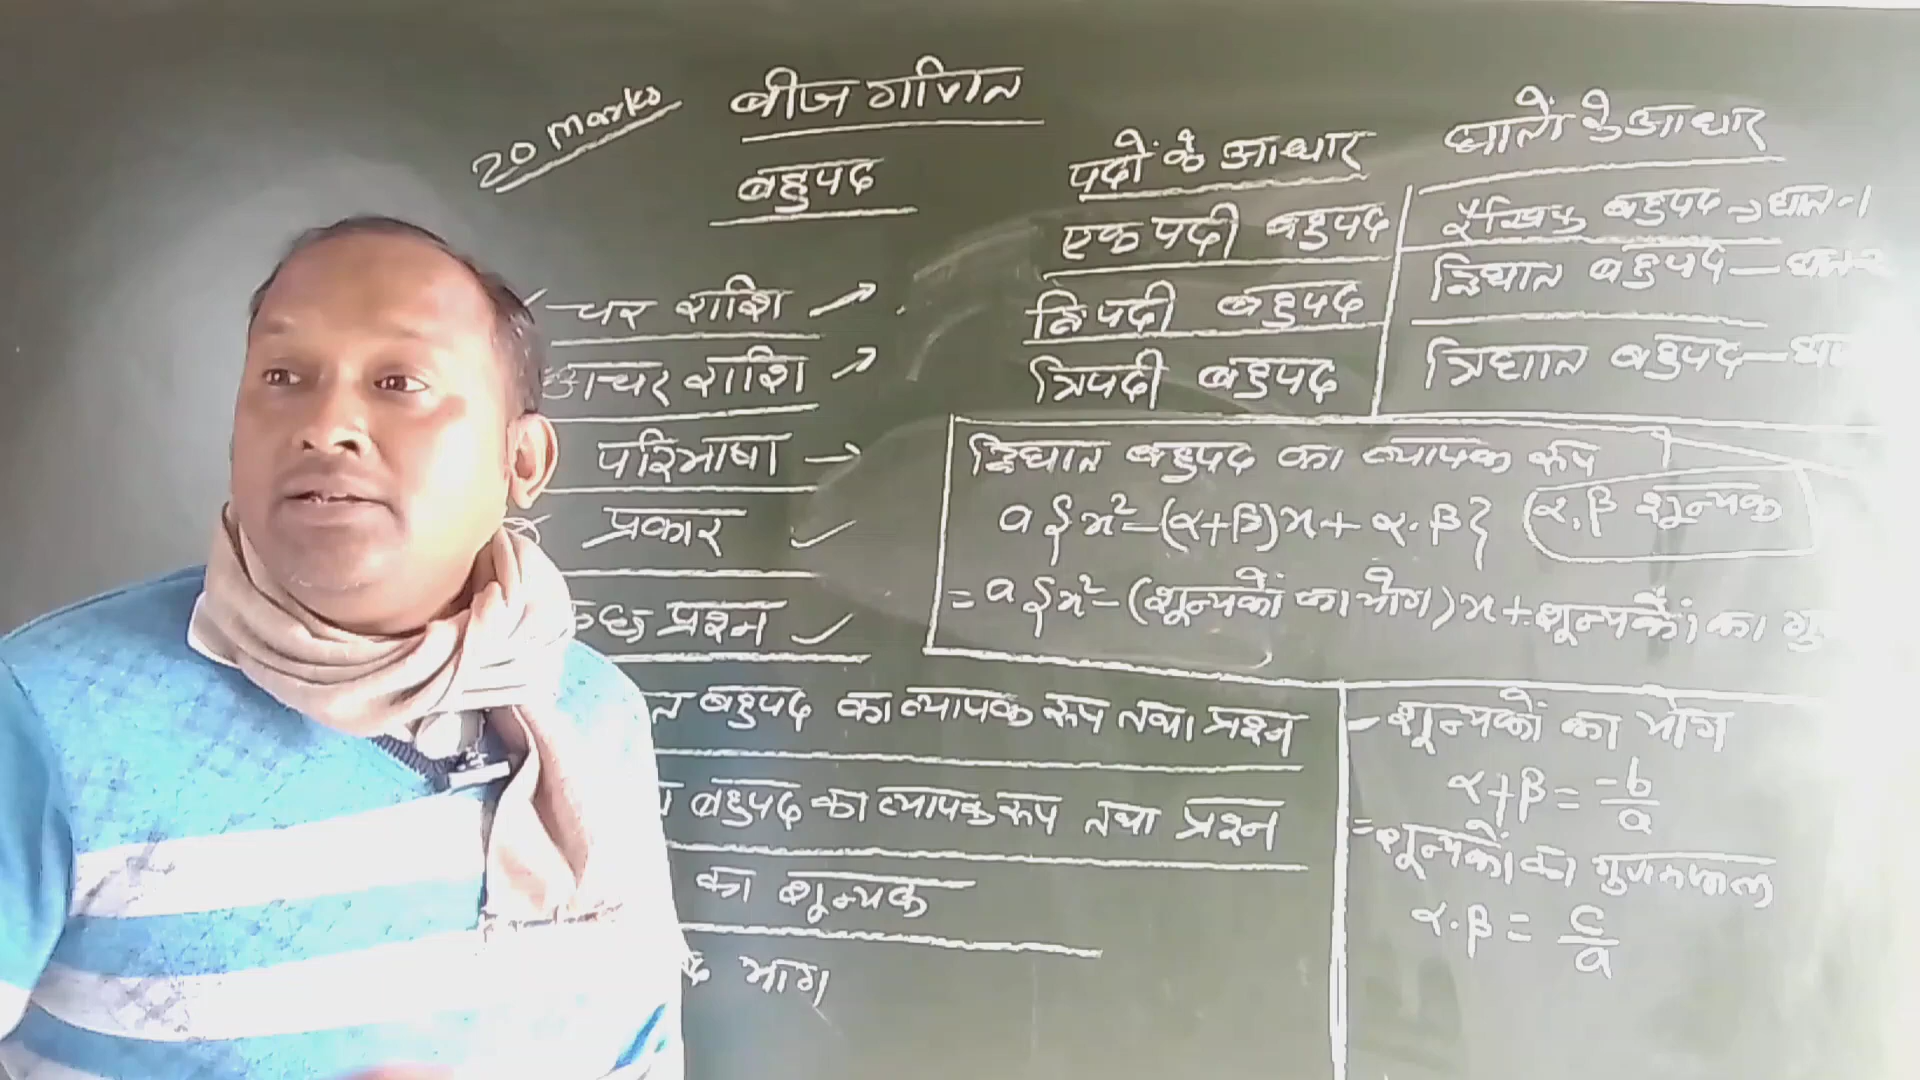 20 Marks
बीज गणित
बहुपद
चर राशि →
अचर राशि →
परिभाषा →
प्रकार ✓
कुछ प्रश्न ✓
त बहुपद का व्यापक रूप तथा प्रश्न
बहुपद का व्यापक रूप तथा प्रश्न
का शून्यक
भाग
पदों के आधार
एक पदी बहुपद
द्विपदी बहुपद
त्रिपदी बहुपद
घातों के आधार
रैखिक बहुपद → घात-1
द्विघात बहुपद — घात-2
त्रिघात बहुपद — घा
द्विघात बहुपद का व्यापक रूप
a{x²-(α+β)x+α.β} (α,β शून्यक
= a{x²-(शून्यकों का योग)x+शून्यकों का गु
- शून्यकों का योग
α+β = -b/a
= शून्यकों का गुणनफल
α.β = c/a